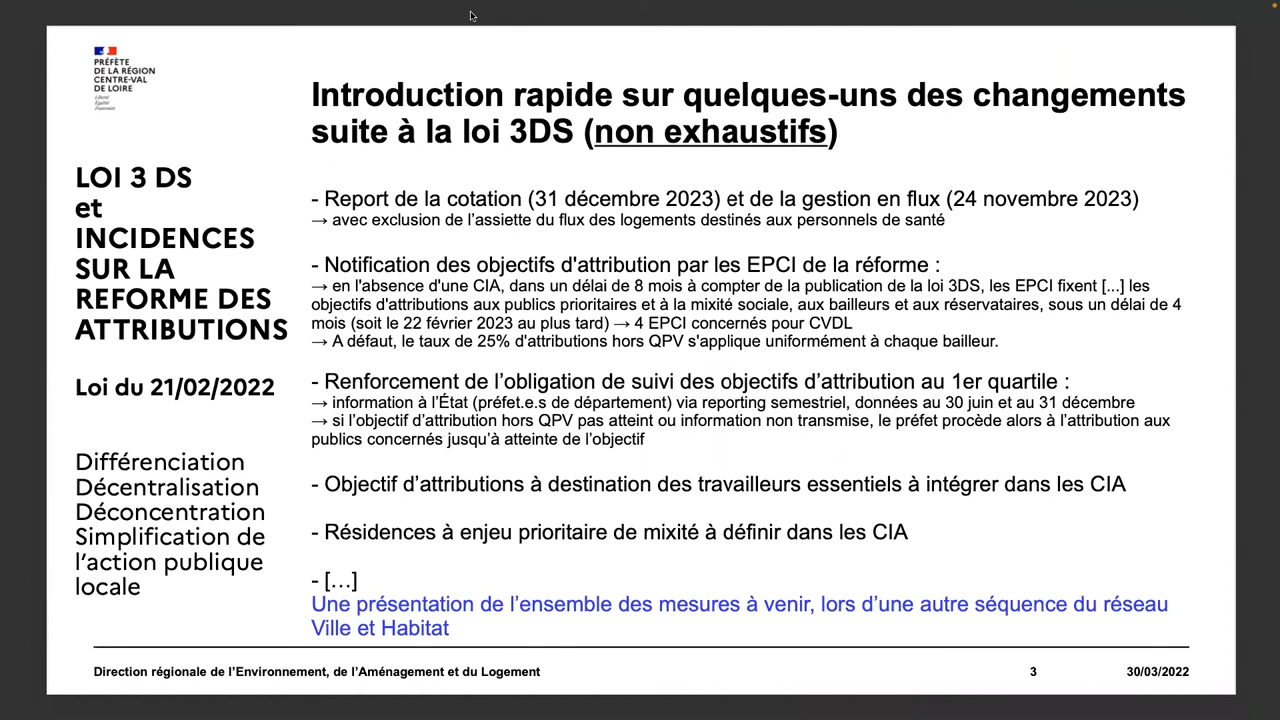 PRÉFÈTE
DE LA RÉGION
CENTRE-VAL
DE LOIRE
Liberté
Égalité
Fraternité
Introduction rapide sur quelques-uns des changements
suite à la loi 3DS (non exhaustifs)
LOI 3 DS
et
INCIDENCES
SUR LA
REFORME DES
ATTRIBUTIONS
Loi du 21/02/2022
Différenciation
Décentralisation
Déconcentration
Simplification de
l’action publique
locale
- Report de la cotation (31 décembre 2023) et de la gestion en flux (24 novembre 2023)
→ avec exclusion de l’assiette du flux des logements destinés aux personnels de santé
- Notification des objectifs d'attribution par les EPCI de la réforme :
→ en l'absence d'une CIA, dans un délai de 8 mois à compter de la publication de la loi 3DS, les EPCI fixent [...] les
objectifs d'attributions aux publics prioritaires et à la mixité sociale, aux bailleurs et aux réservataires, sous un délai de 4
mois (soit le 22 février 2023 au plus tard) → 4 EPCI concernés pour CVDL
→ A défaut, le taux de 25% d'attributions hors QPV s'applique uniformément à chaque bailleur.
- Renforcement de l’obligation de suivi des objectifs d’attribution au 1er quartile :
→ information à l’État (préfet.e.s de département) via reporting semestriel, données au 30 juin et au 31 décembre
→ si l’objectif d’attribution hors QPV pas atteint ou information non transmise, le préfet procède alors à l’attribution aux
publics concernés jusqu’à atteinte de l’objectif
- Objectif d’attributions à destination des travailleurs essentiels à intégrer dans les CIA
- Résidences à enjeu prioritaire de mixité à définir dans les CIA
- […]
Une présentation de l’ensemble des mesures à venir, lors d’une autre séquence du réseau
Ville et Habitat
Direction régionale de l’Environnement, de l’Aménagement et du Logement
3
30/03/2022